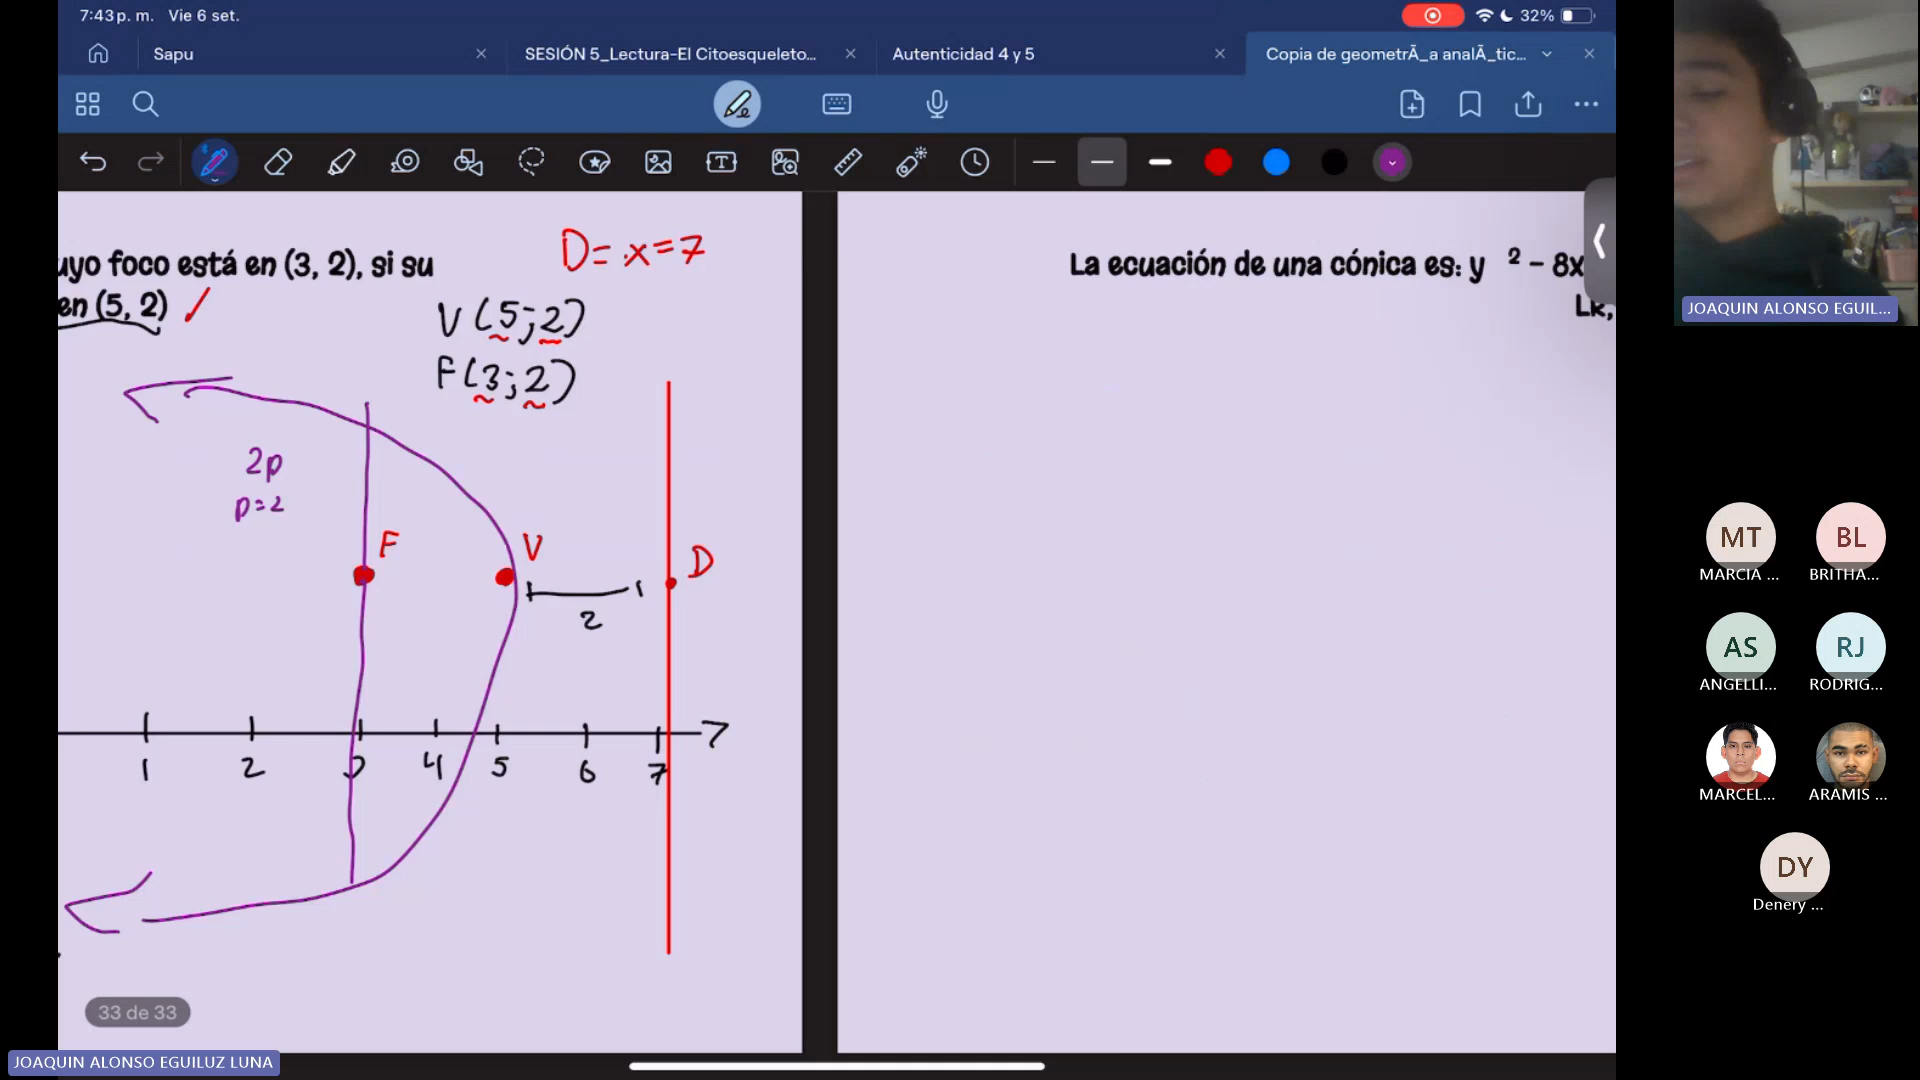 7:43 p. m. Vie 6 set.
32%
Sapu
SESIÓN 5_Lectura-El Citoesqueleto...
Autenticidad 4 y 5
Copia de geometrÃ_a analÃ_tic...
uyo foco está en (3, 2), si su
en (5, 2)
D= x=7
V(5;2)
F(3;2)
2p
p=2
F
V
D
2
1 2 3 4 5 6 7
33 de 33
La ecuación de una cónica es: y ² - 8x
JOAQUIN ALONSO EGUIL...
MT
MARCIA ...
BL
BRITHA...
AS
ANGELLI...
RJ
RODRIG...
MARCEL...
ARAMIS ...
DY
Denery ...
JOAQUIN ALONSO EGUILUZ LUNA